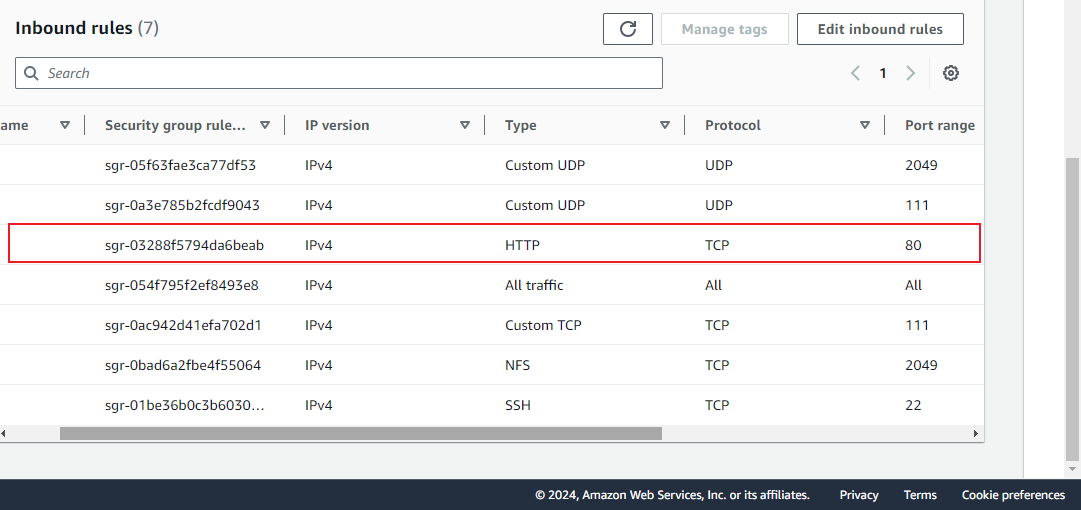 Inbound rules (7)
Manage tags
Edit inbound rules
Search
1
ame Security group rule... IP version Type Protocol Port range
sgr-05f63fae3ca77df53 IPv4 Custom UDP UDP 2049
sgr-0a3e785b2fcdf9043 IPv4 Custom UDP UDP 111
sgr-03288f5794da6beab IPv4 HTTP TCP 80
sgr-054f795f2ef8493e8 IPv4 All traffic All All
sgr-0ac942d41efa702d1 IPv4 Custom TCP TCP 111
sgr-0bad6a2fbe4f55064 IPv4 NFS TCP 2049
sgr-01be36b0c3b6030... IPv4 SSH TCP 22
© 2024, Amazon Web Services, Inc. or its affiliates. Privacy Terms Cookie preferences